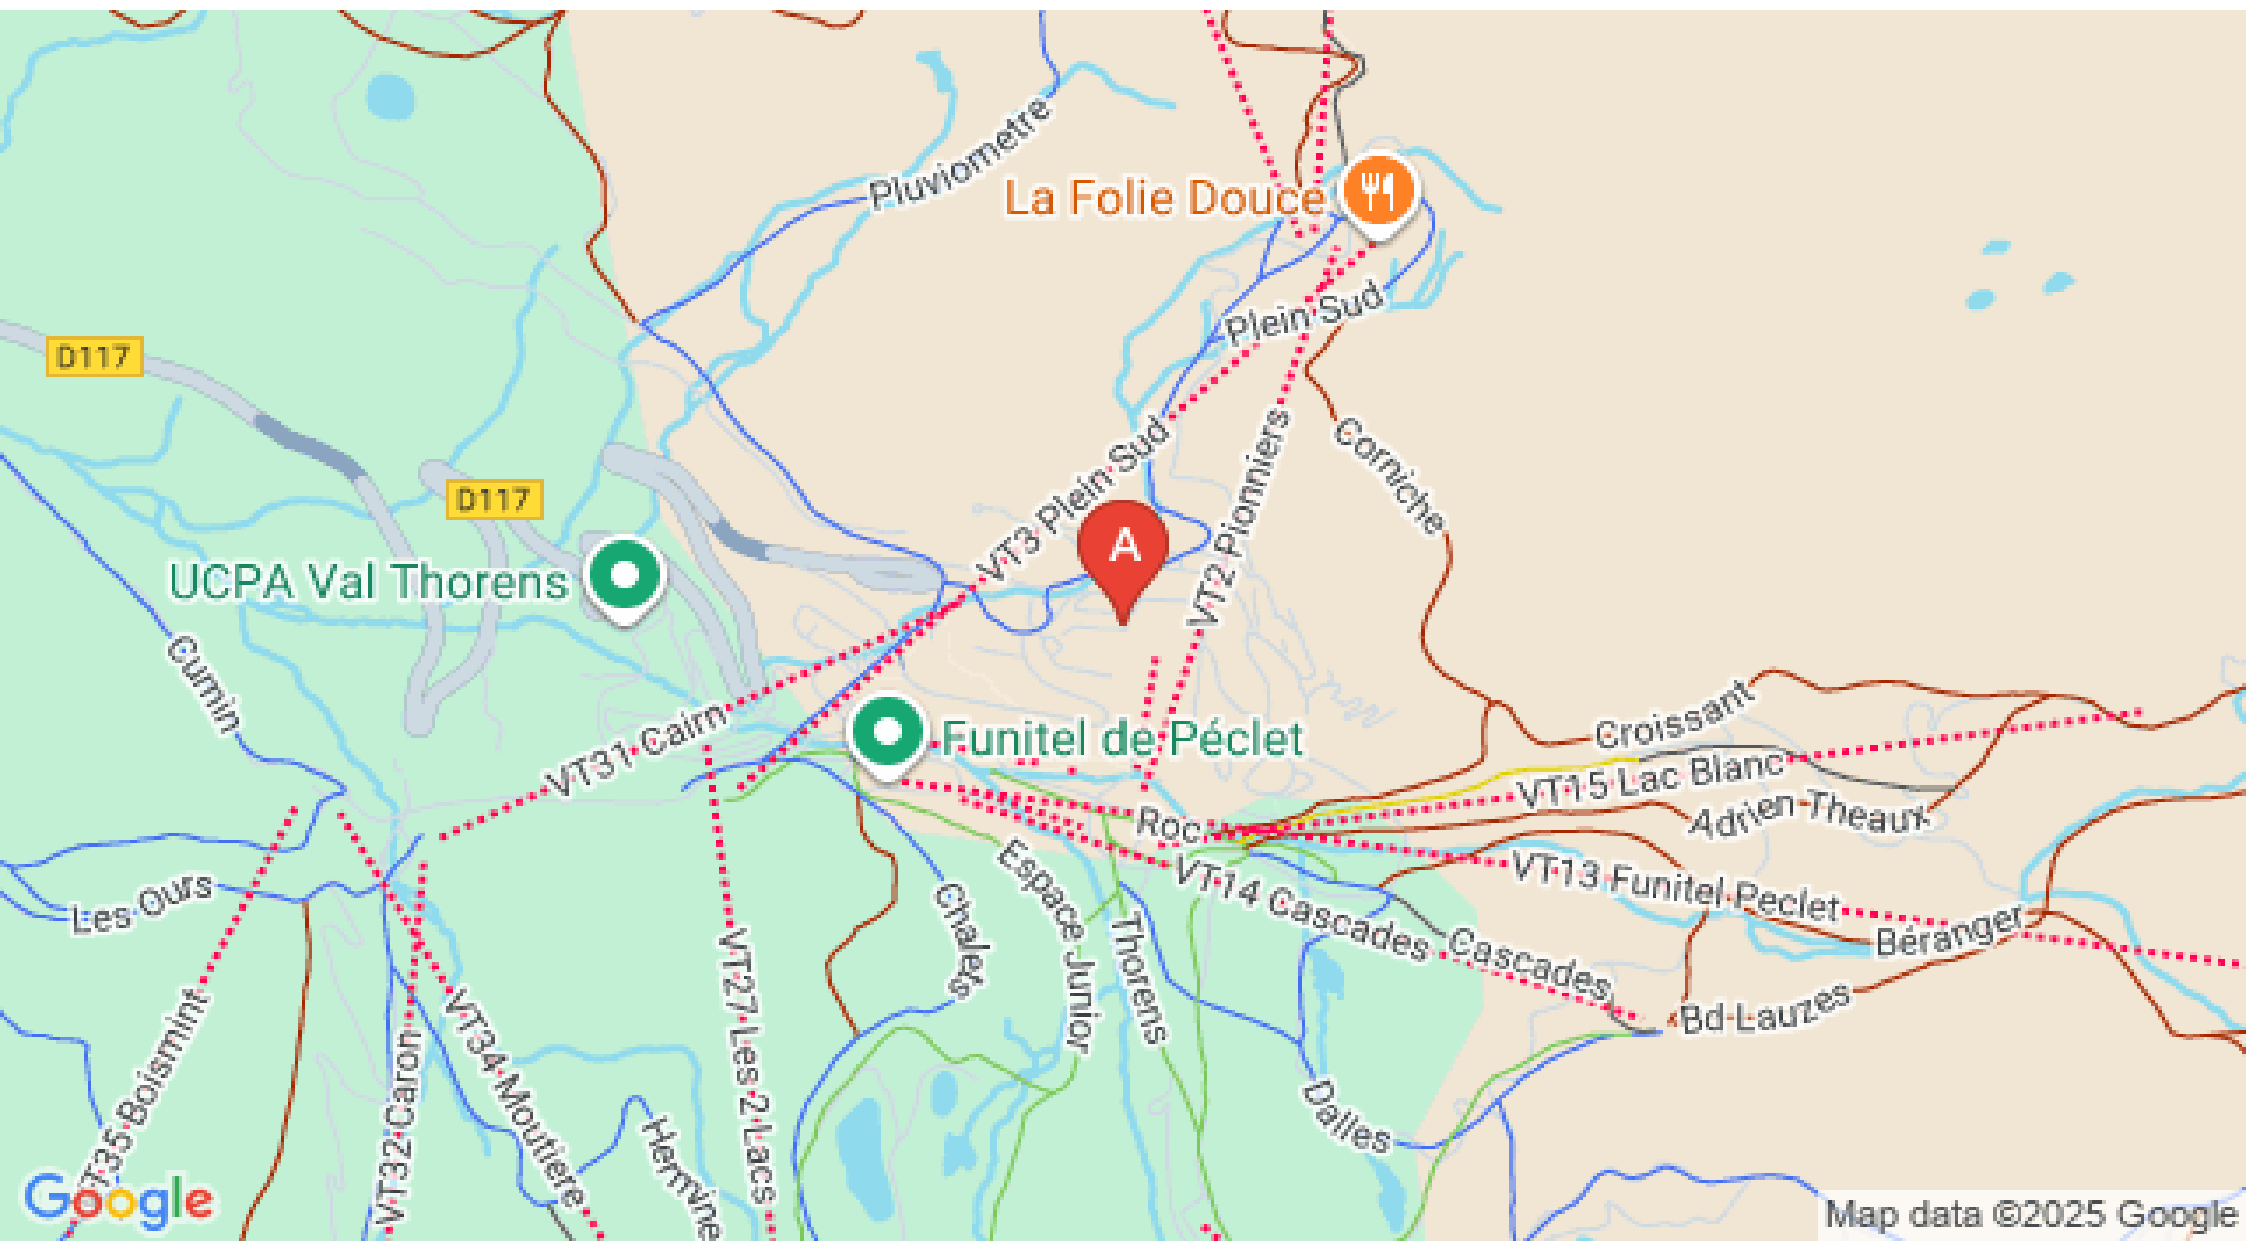 Pluviometre
La Folie Douce
Plein Sud
D117
VT3 Plein Sud
VT2 Pionniers
Corniche
D117
A
UCPA Val Thorens
Cumin
VT31 Cairn
Funitel de Péclet
Croissant
VT15 Lac Blanc
Adrien Theaux
Roc
VT13 Funitel Peclet
VT14 Cascades
Espace Junior
Chalets
Thorens
Les Ours
Cascades
Béranger
Bd Lauzes
VT27 Les 2 Lacs
VT34 Moutiere
VT32 Caron
T35 Boismint
Hermine
Dalles
Google
Map data ©2025 Google